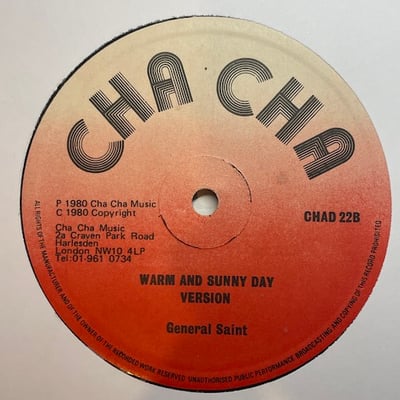 CHA CHA
P 1980 Cha Cha Music
C 1980 Copyright
CHAD 22B
Cha Cha Music
2a Craven Park Road
Harlesden
London NW10 4LP
Tel:01-961 0734
WARM AND SUNNY DAY
VERSION
General Saint
ALL RIGHTS OF THE MANUFACTURER AND OF THE OWNER OF THE RECORDED WORK RESERVED UNAUTHORISED PUBLIC PERFORMANCE BROADCASTING AND COPYING OF THIS RECORD PROHIBITED